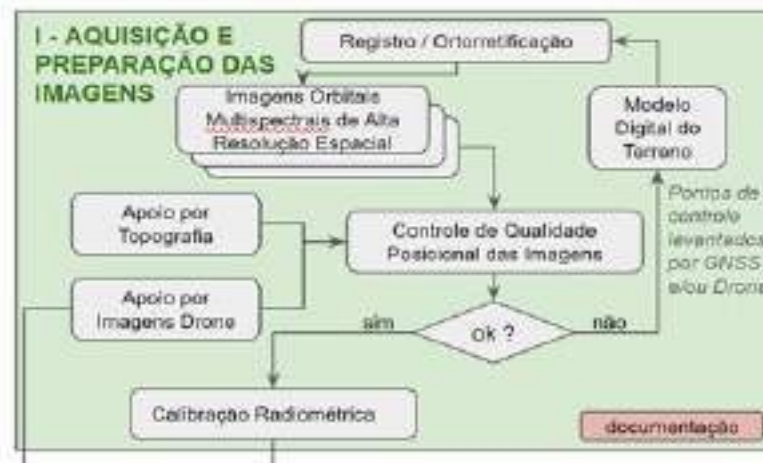 I - AQUISIÇÃO E
PREPARAÇÃO DAS
IMAGENS
Registro / Ortorretificação
Imagens Orbitais
Multispectrais de Alta
Resolução Espacial
Modelo
Digital do
Terreno
Pontos de
controle
levantados
por GNSS
e/ou Drone
Apoio por
Topografia
Controle de Qualidade
Posicional das Imagens
Apoio por
Imagens Drone
sim
ok ?
não
Calibração Radiométrica
documentação